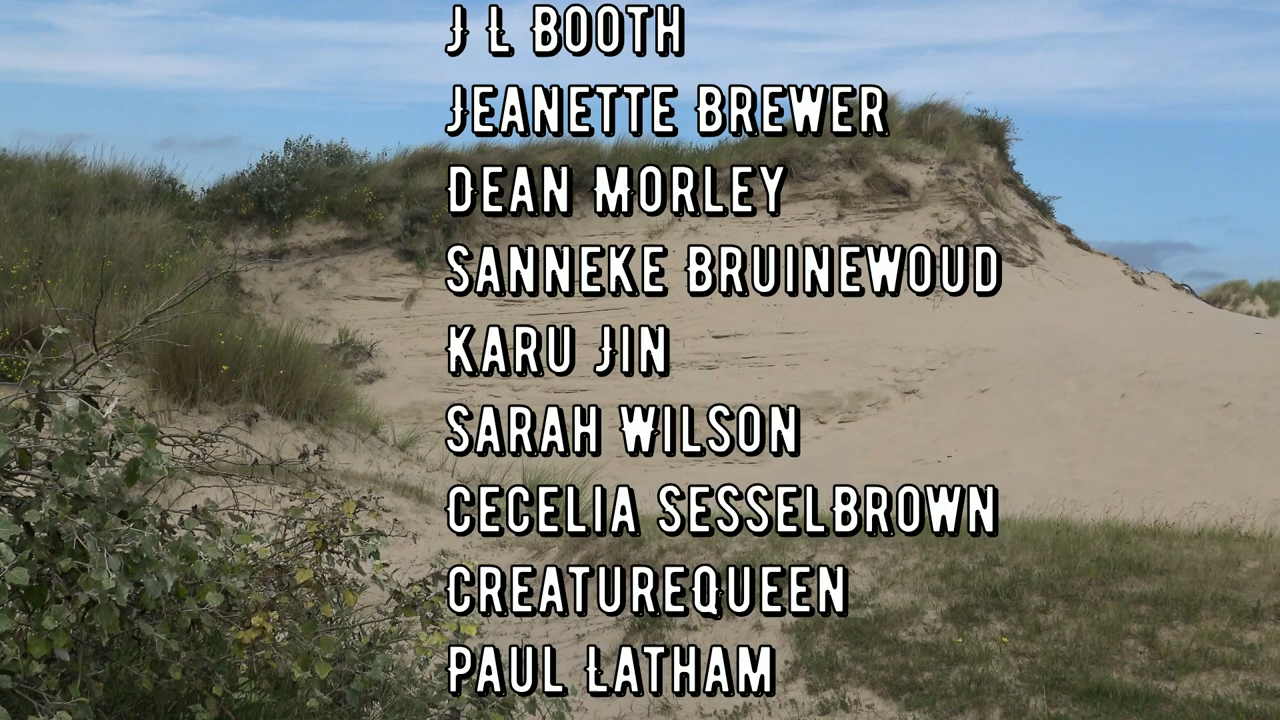 J L Booth
Jeanette Brewer
Dean Morley
Sanneke Bruinewoud
Karu Jin
Sarah Wilson
Cecelia SesselBrown
CreatureQueen
Paul Latham